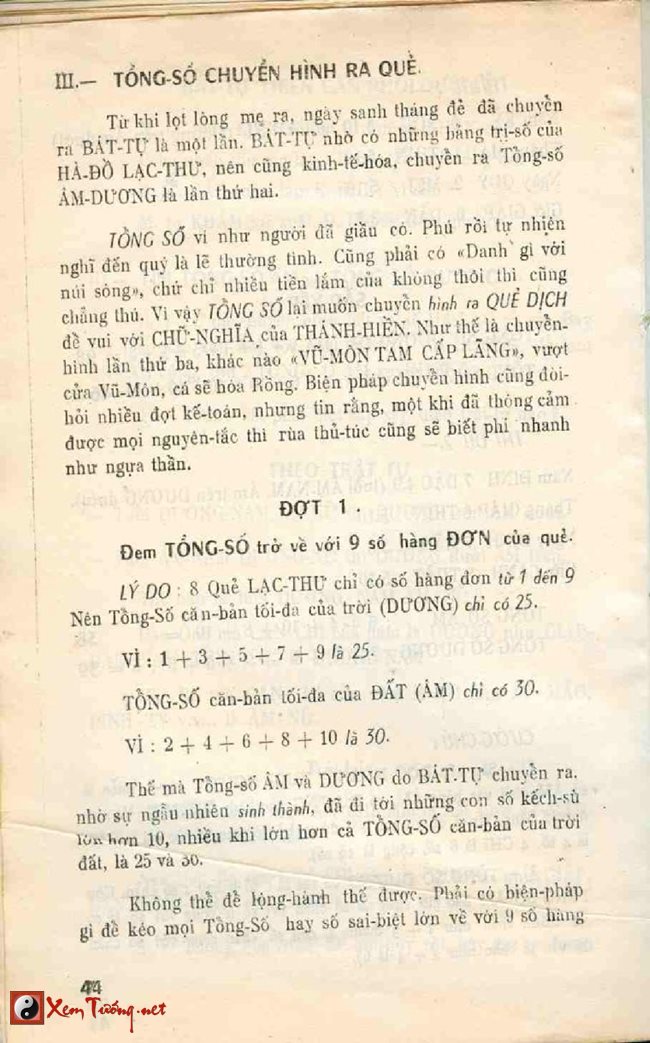 III.— TỔNG-SỐ CHUYỂN HÌNH RA QUẺ.
Từ khi lọt lòng mẹ ra, ngày sanh tháng đẻ đã chuyển
ra BÁT-TỰ là một lần. BÁT-TỰ nhờ có những bảng trị-số của
HÀ-ĐỒ LẠC-THƯ, nên cũng kinh-tế-hóa, chuyển ra Tổng-số
ÂM-DƯƠNG là lần thứ hai.
TỔNG SỐ ví như người đã giầu có. Phú rồi tự nhiên
nghĩ đến quý là lẽ thường tình. Cũng phải có «Danh gì với
núi sông», chứ chỉ nhiều tiền lắm của không thôi thì cũng
chẳng thú. Vì vậy TỔNG SỐ lại muốn chuyển hình ra QUẺ DỊCH
để vui với CHỮ-NGHĨA của THÁNH-HIỀN. Như thế là chuyển-
hình lần thứ ba, khác nào «VŨ-MÔN TAM CẤP LÃNG», vượt
cửa Vũ-Môn, cá sẽ hóa Rồng. Biện pháp chuyển hình cũng đòi-
hỏi nhiều đợt kế-toán, nhưng tin rằng, một khi đã thông cảm
được mọi nguyên-tắc thì rùa thủ-túc cũng sẽ biết phi nhanh
như ngựa thần.
ĐỢT 1.
Đem TỔNG-SỐ trở về với 9 số hàng ĐƠN của quẻ.
LÝ DO : 8 Quẻ LẠC-THƯ chỉ có số hàng đơn từ 1 đến 9
Nên Tổng-Số căn-bản tối-đa của trời (DƯƠNG) chỉ có 25.
VÌ : 1 + 3 + 5 + 7 + 9 là 25.
TỔNG-SỐ căn-bản tối-đa của ĐẤT (ÂM) chỉ có 30.
VÌ : 2 + 4 + 6 + 8 + 10 là 30.
Thế mà Tổng-số ÂM và DƯƠNG do BÁT-TỰ chuyển ra,
nhờ sự ngẫu nhiên sinh thành, đã đi tới những con số kếch-sù
lớn hơn 10, nhiều khi lớn hơn cả TỔNG-SỐ căn-bản của trời
đất, là 25 và 30.
Không thể để lộng-hành thế được. Phải có biện-pháp
gì để kéo mọi Tổng-Số hay số sai-biệt lớn về với 9 số hàng
44
XemTướng.net